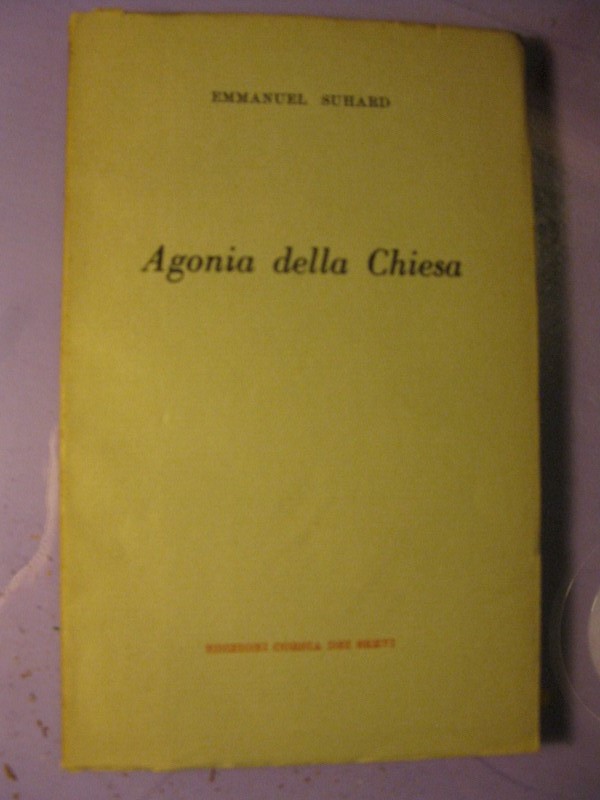 EMMANUEL SUHARD
Agonia della Chiesa
EDIZIONI CORSIA DEI SERVI